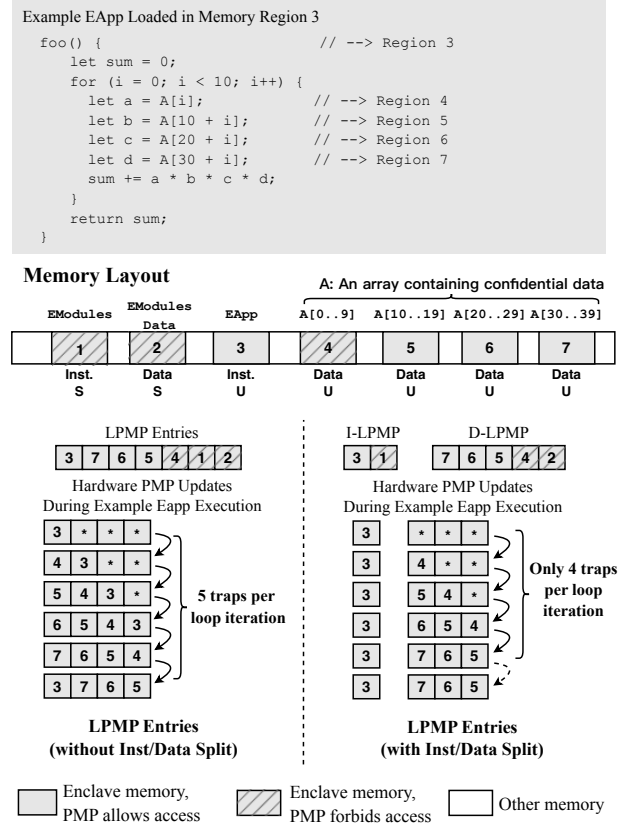 Example EApp Loaded in Memory Region 3
foo() { // --> Region 3
let sum = 0;
for (i = 0; i < 10; i++) {
let a = A[i]; // --> Region 4
let b = A[10 + i]; // --> Region 5
let c = A[20 + i]; // --> Region 6
let d = A[30 + i]; // --> Region 7
sum += a * b * c * d;
}
return sum;
}
Memory Layout
A: An array containing confidential data
EModules EModules Data EApp A[0..9] A[10..19] A[20..29] A[30..39]
1 2 3 4 5 6 7
Inst. Data Inst. Data Data Data Data
S S U U U U U
LPMP Entries
3 7 6 5 4 1 2
Hardware PMP Updates
During Example Eapp Execution
3 * * *
4 3 * *
5 4 3 *
6 5 4 3
7 6 5 4
3 7 6 5
5 traps per
loop iteration
LPMP Entries
(without Inst/Data Split)
I-LPMP D-LPMP
3 1 7 6 5 4 2
Hardware PMP Updates
During Example Eapp Execution
3 * * *
3 4 * *
3 5 4 *
3 6 5 4
3 7 6 5
3 7 6 5
Only 4 traps
per loop
iteration
LPMP Entries
(with Inst/Data Split)
Enclave memory,
PMP allows access
Enclave memory,
PMP forbids access
Other memory